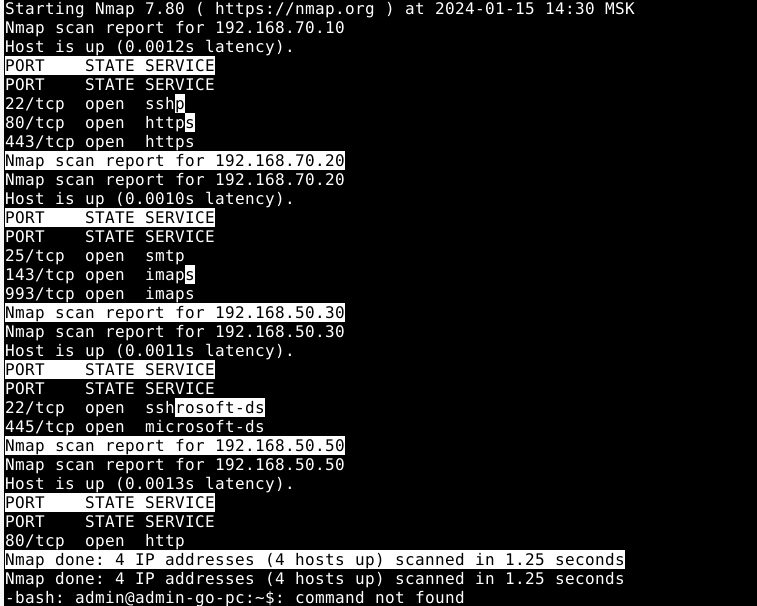 Starting Nmap 7.80 ( https://nmap.org ) at 2024-01-15 14:30 MSK
Nmap scan report for 192.168.70.10
Host is up (0.0012s latency).
PORT    STATE SERVICE
PORT    STATE SERVICE
22/tcp  open  sshp
80/tcp  open  https
443/tcp open  https
Nmap scan report for 192.168.70.20
Nmap scan report for 192.168.70.20
Host is up (0.0010s latency).
PORT    STATE SERVICE
PORT    STATE SERVICE
25/tcp  open  smtp
143/tcp open  imaps
993/tcp open  imaps
Nmap scan report for 192.168.50.30
Nmap scan report for 192.168.50.30
Host is up (0.0011s latency).
PORT    STATE SERVICE
PORT    STATE SERVICE
22/tcp  open  sshrosoft-ds
445/tcp open  microsoft-ds
Nmap scan report for 192.168.50.50
Nmap scan report for 192.168.50.50
Host is up (0.0013s latency).
PORT    STATE SERVICE
PORT    STATE SERVICE
80/tcp  open  http
Nmap done: 4 IP addresses (4 hosts up) scanned in 1.25 seconds
Nmap done: 4 IP addresses (4 hosts up) scanned in 1.25 seconds
-bash: admin@admin-go-pc:~$: command not found